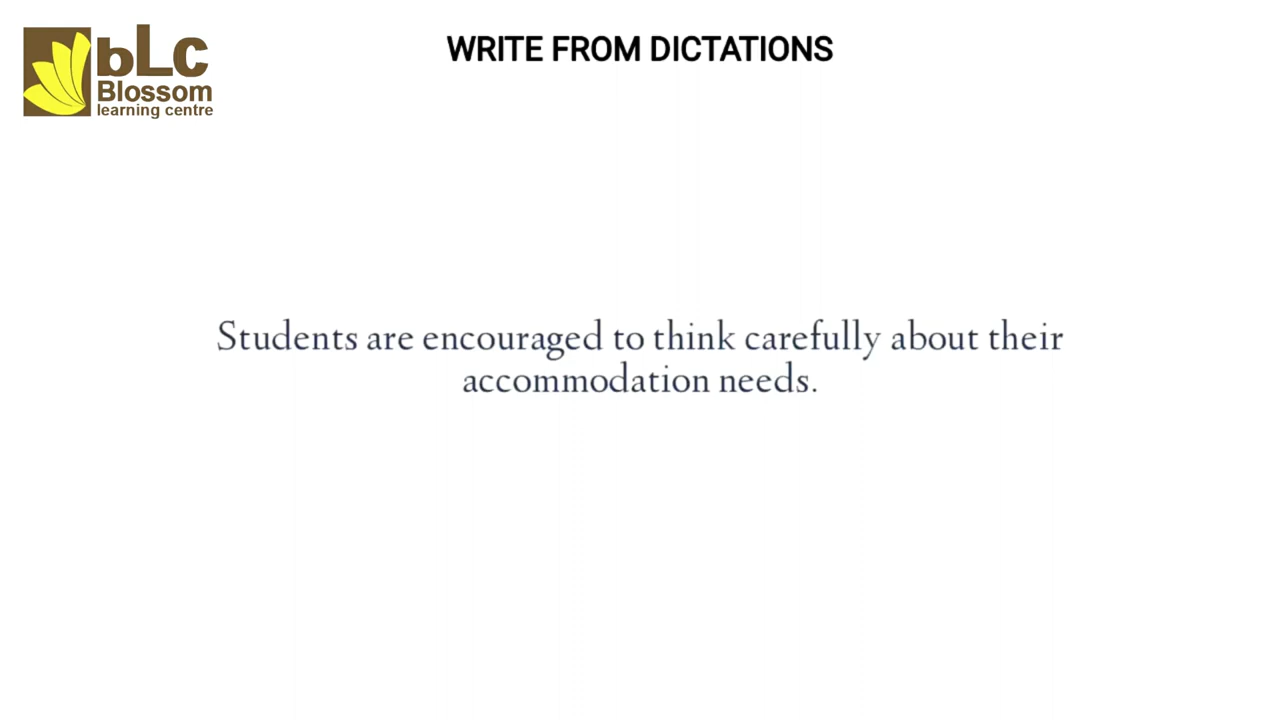 bLc
Blossom
learning centre
WRITE FROM DICTATIONS
Students are encouraged to think carefully about their
accommodation needs.